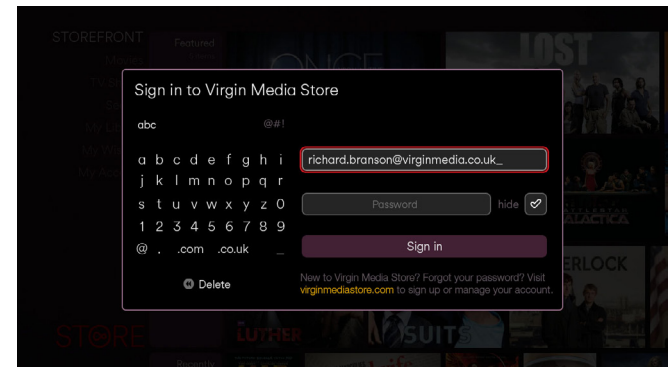 STOREFRONT
Featured
ONCE
LOST
Sign in to Virgin Media Store
abc @#!
a b c d e f g h i
j k l m n o p q r
s t u v w x y z 0
1 2 3 4 5 6 7 8 9
@ . .com .co.uk _
Delete
richard.branson@virginmedia.co.uk_
Password hide
Sign in
New to Virgin Media Store? Forgot your password? Visit
virginmediastore.com to sign up or manage your account.
STORE
LUTHER
SUITS
Recently